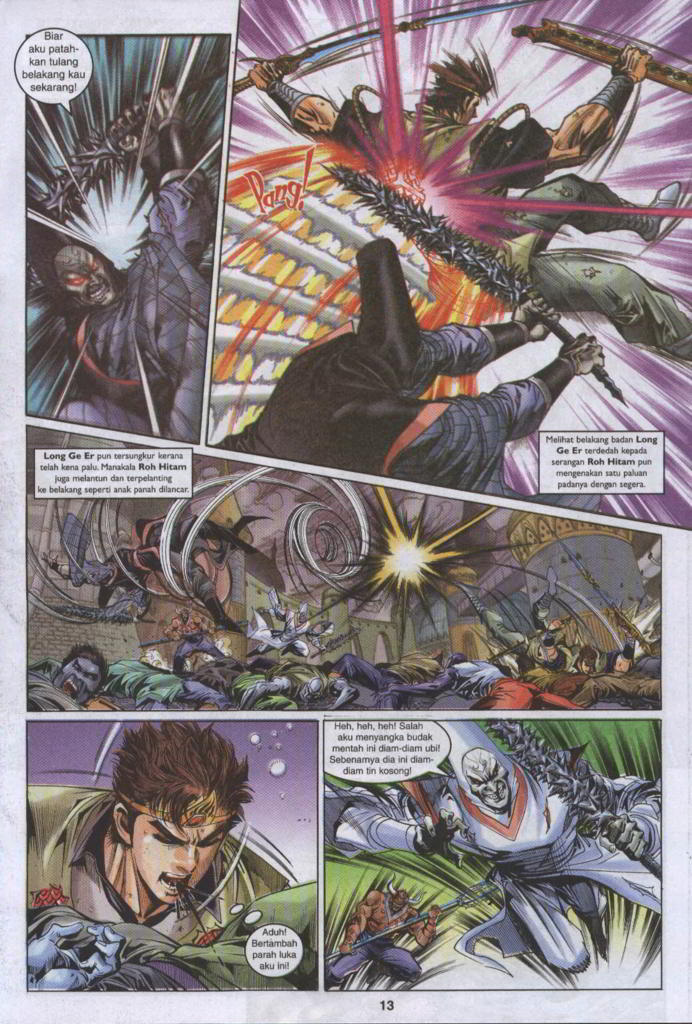 Biar
aku patah-
kan tulang
belakang kau
sekarang!
Pang!
Melihat belakang badan Long
Ge Er terdedah kepada
serangan Roh Hitam pun
mengenakan satu paluan
padanya dengan segera.
Long Ge Er pun tersungkur kerana
telah kena palu. Manakala Roh Hitam
juga melantun dan terpelanting
ke belakang seperti anak panah dilancar.
Aduh!
Bertambah
parah luka
aku ini!
Heh, heh, heh! Salah
aku menyangka budak
mentah ini diam-diam ubi!
Sebenarnya dia ini diam-
diam tin kosong!
13